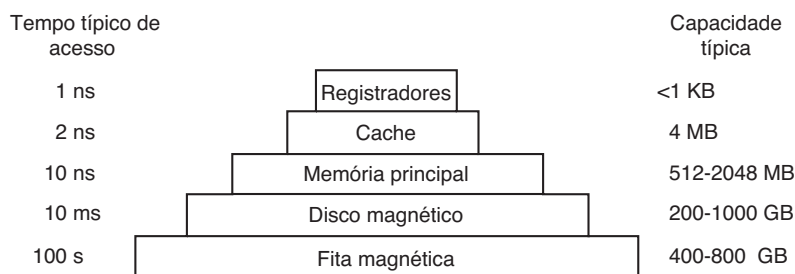 Tempo típico de
acesso
Capacidade
típica
1 ns
Registradores
<1 KB
2 ns
Cache
4 MB
10 ns
Memória principal
512-2048 MB
10 ms
Disco magnético
200-1000 GB
100 s
Fita magnética
400-800 GB